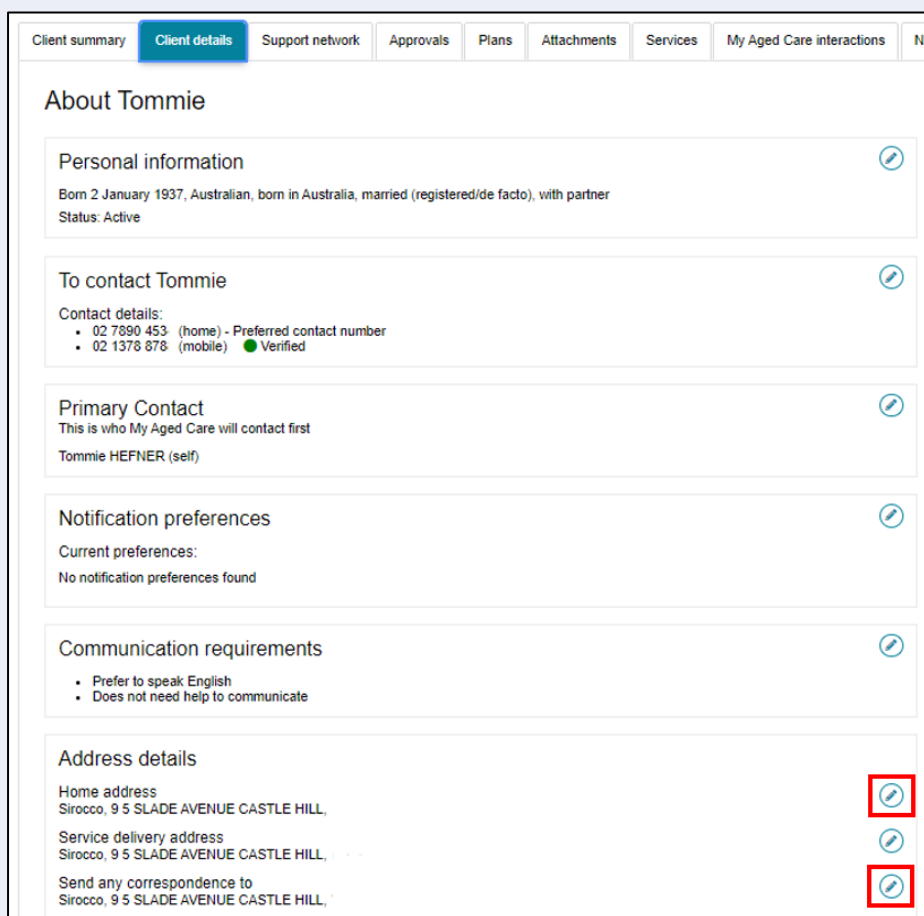 Client summary Client details Support network Approvals Plans Attachments Services My Aged Care interactions N
About Tommie
Personal information
Born 2 January 1937, Australian, born in Australia, married (registered/de facto), with partner
Status: Active
To contact Tommie
Contact details:
• 02 7890 453 (home) - Preferred contact number
• 02 1378 878 (mobile) Verified
Primary Contact
This is who My Aged Care will contact first
Tommie HEFNER (self)
Notification preferences
Current preferences:
No notification preferences found
Communication requirements
• Prefer to speak English
• Does not need help to communicate
Address details
Home address
Sirocco, 9 5 SLADE AVENUE CASTLE HILL,
Service delivery address
Sirocco, 9 5 SLADE AVENUE CASTLE HILL,
Send any correspondence to
Sirocco, 9 5 SLADE AVENUE CASTLE HILL,